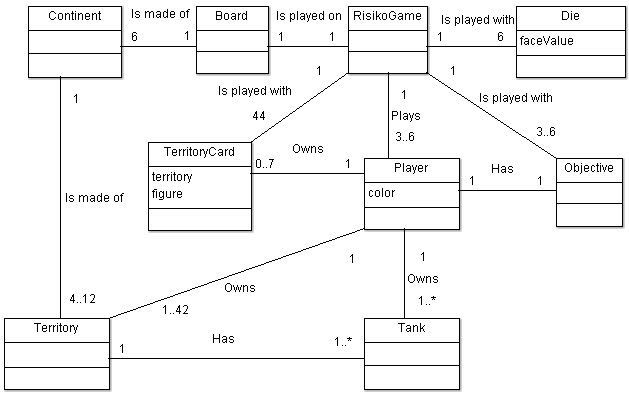 Continent
Is made of
Board
Is played on
RisikoGame
Is played with
Die
faceValue
6
1
1
1
1
6
1
1
1
1
Is played with
Is played with
44
Plays
3..6
3..6
TerritoryCard
territory
figure
Owns
0..7
1
Player
color
Has
1
1
Objective
Is made of
1
1
Owns
Owns
4..12
1..42
1..*
Territory
Has
Tank
1
1..*